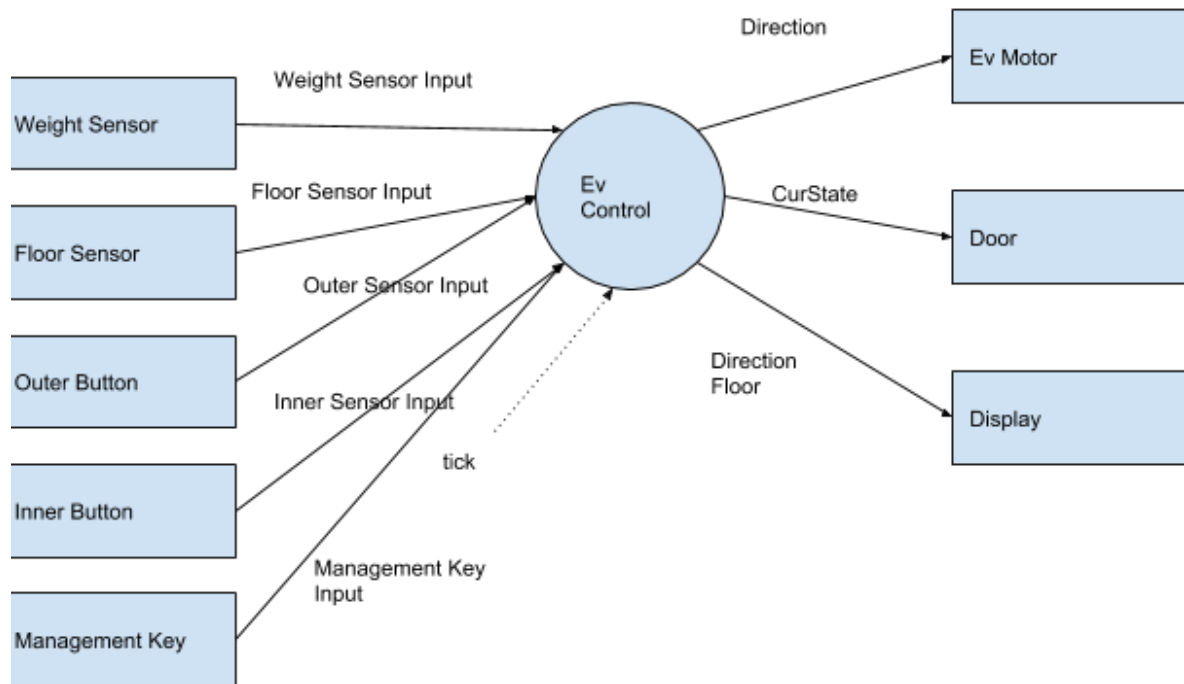 Direction
Ev Motor
Weight Sensor Input
Weight Sensor
Floor Sensor Input
Ev
Control
CurState
Floor Sensor
Door
Outer Sensor Input
Outer Button
Direction
Floor
Display
Inner Sensor Input
tick
Inner Button
Management Key
Input
Management Key